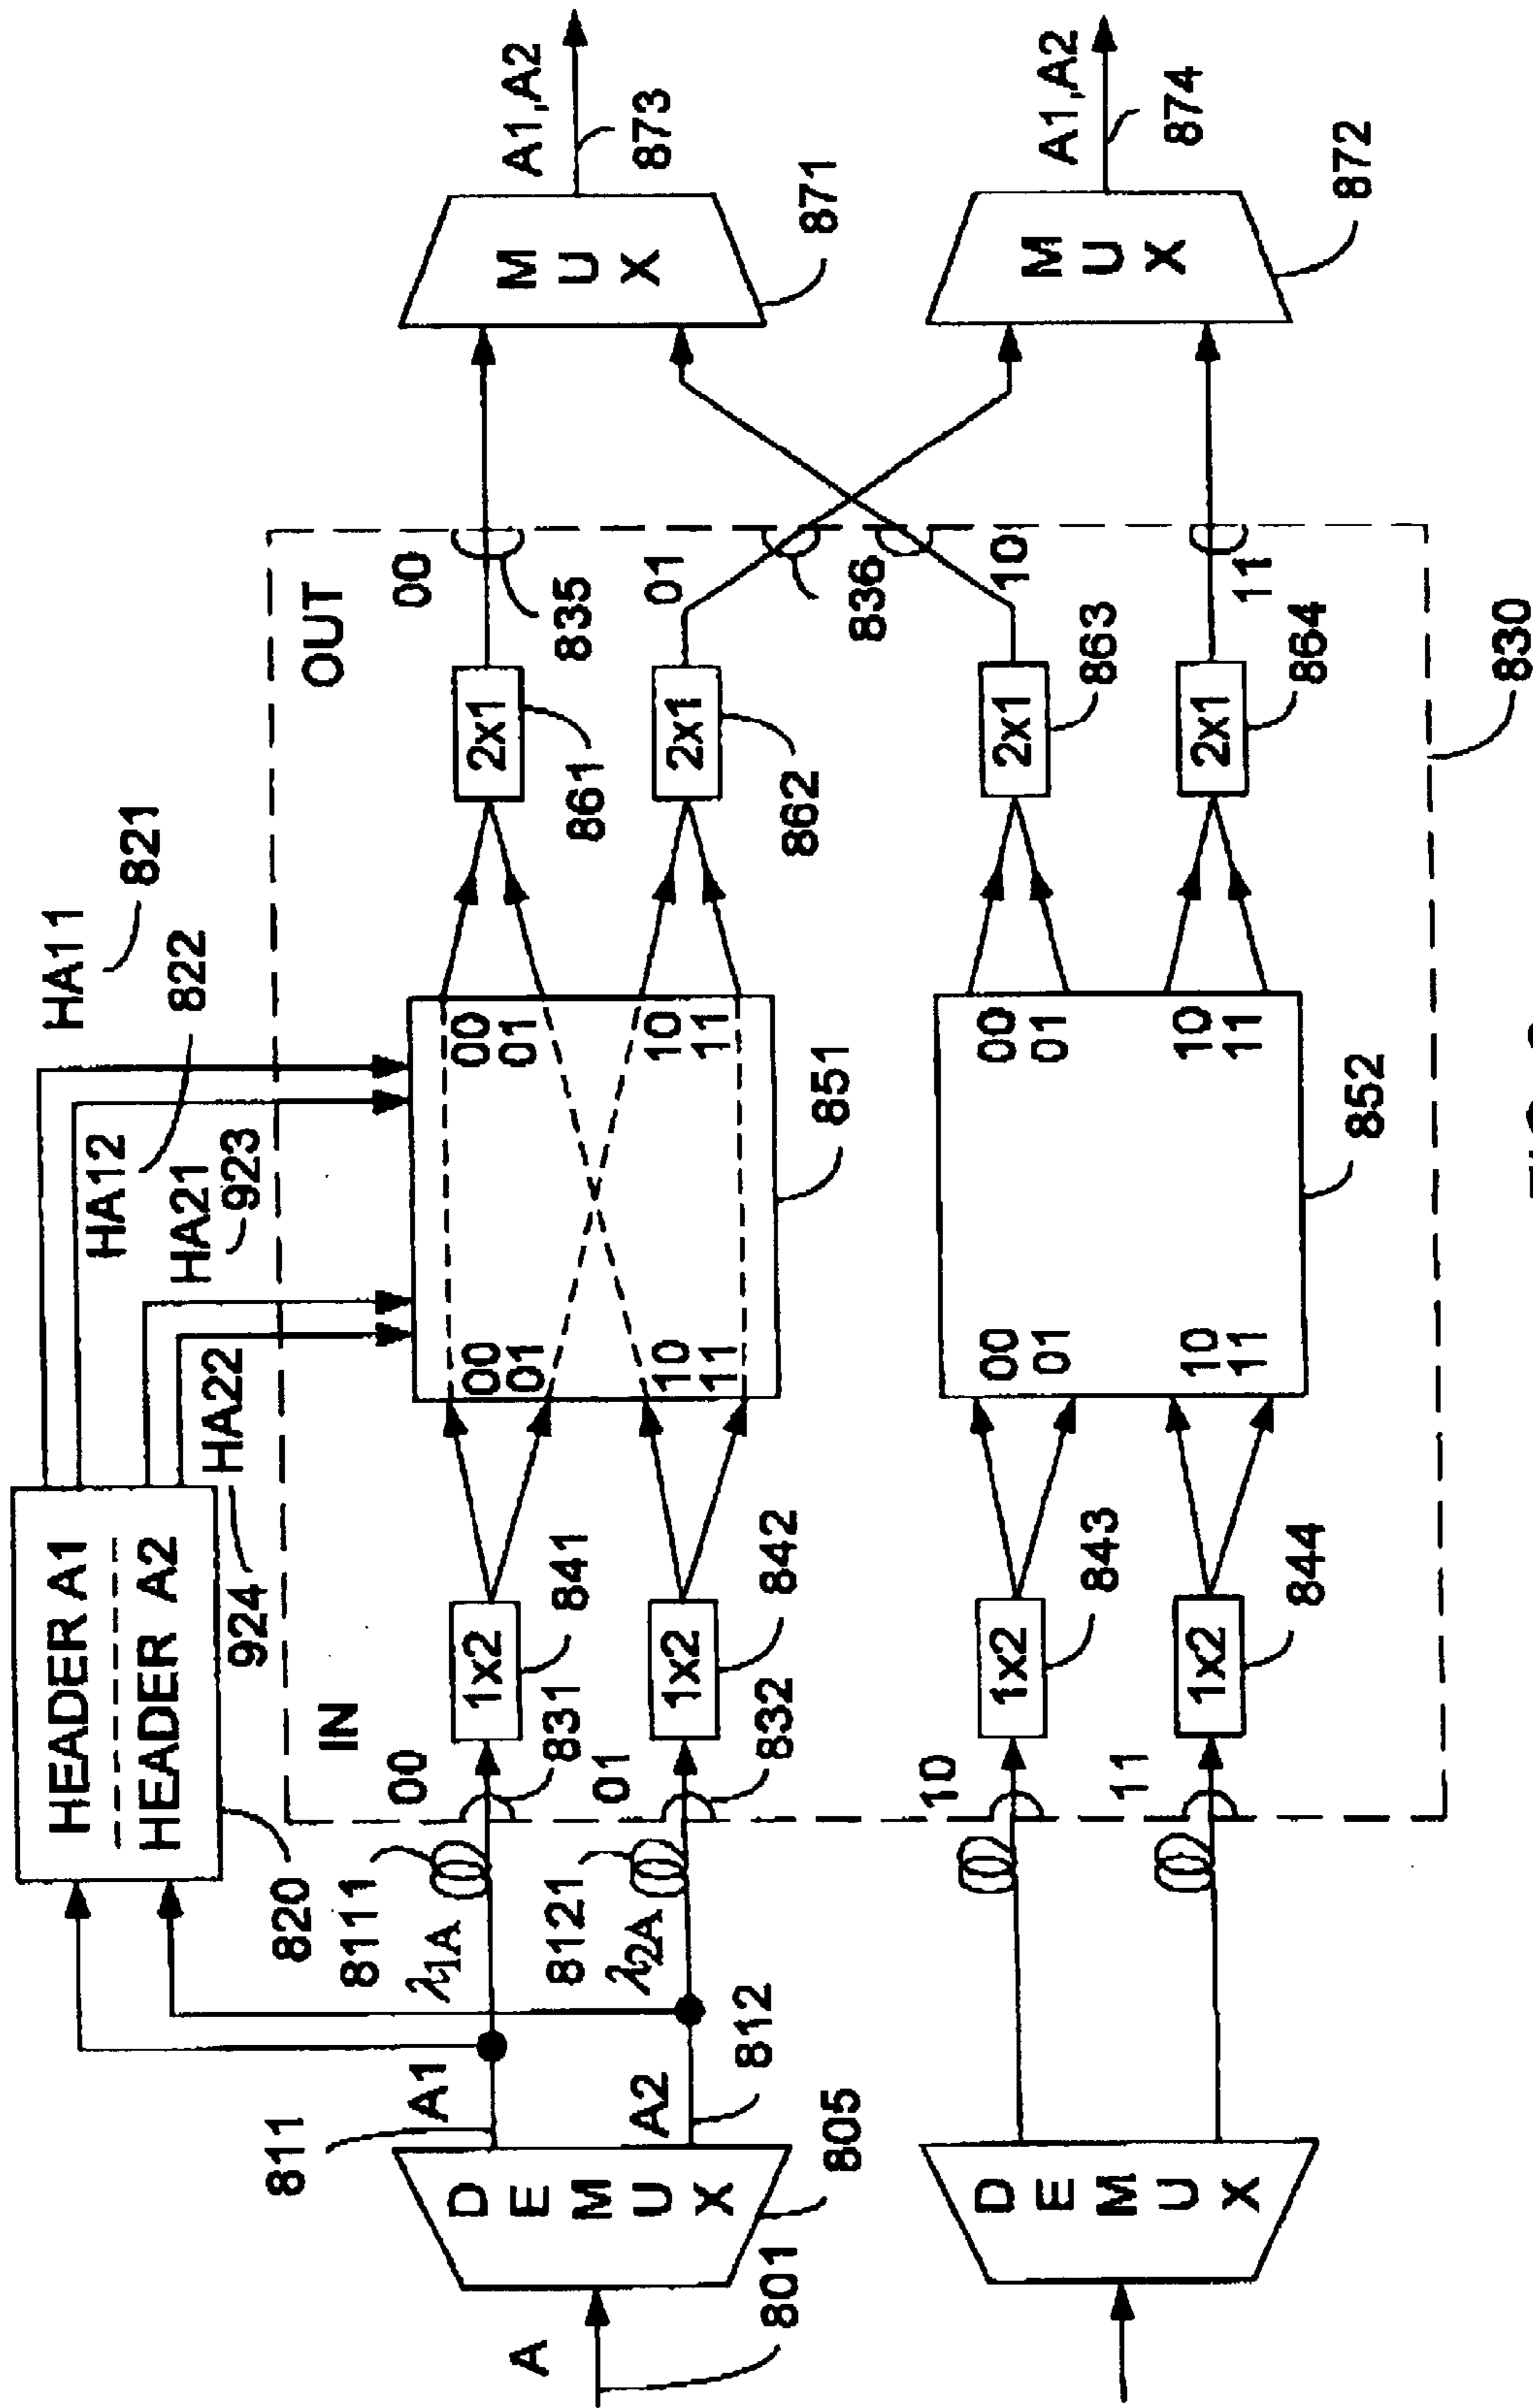 HEADER A1
HEADER A2
820
HA11
821
HA12
822
HA21
923
HA22
924
IN
OUT
A
801
D
E
M
U
X
805
811
A1
A2
812
8111
λ1A
8121
λ2A
00
831
01
832
1x2
841
1x2
842
00
01
10
11
00
01
10
11
851
2x1
861
2x1
862
00
835
01
836
M
U
X
871
A1,A2
873
D
E
M
U
X
10
11
1x2
843
1x2
844
00
01
10
11
00
01
10
11
852
2x1
863
2x1
864
10
11
830
M
U
X
872
A1,A2
874